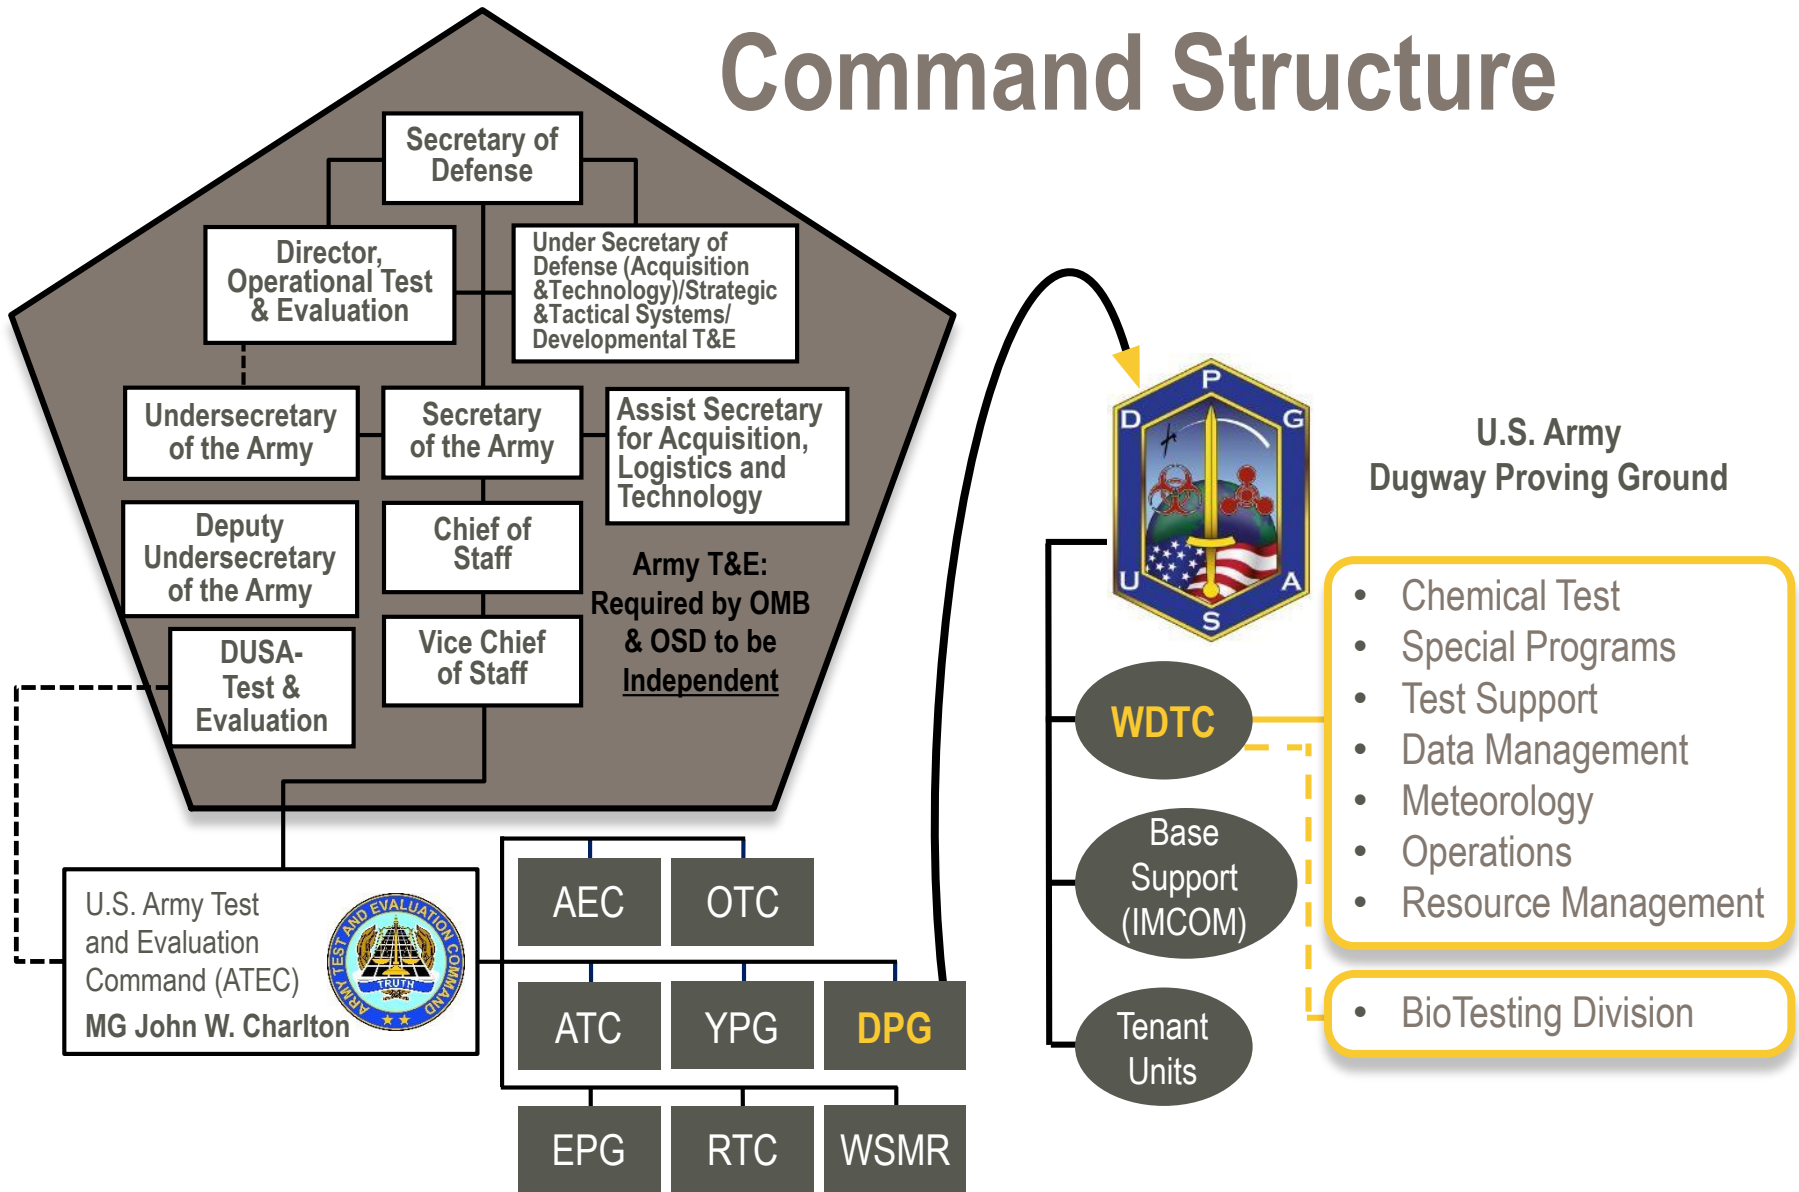 Command Structure
Secretary of
Defense
Director,
Operational Test
& Evaluation
Under Secretary of
Defense (Acquisition
&Technology)/Strategic
&Tactical Systems/
Developmental T&E
Undersecretary
of the Army
Secretary
of the Army
Assist Secretary
for Acquisition,
Logistics and
Technology
Deputy
Undersecretary
of the Army
Chief of
Staff
Army T&E:
Required by OMB
& OSD to be
Independent
DUSA-
Test &
Evaluation
Vice Chief
of Staff
U.S. Army Test
and Evaluation
Command (ATEC)
MG John W. Charlton
ARMY TEST AND EVALUATION COMMAND
TRUTH
AEC
OTC
ATC
YPG
DPG
EPG
RTC
WSMR
D P G
U S A
U.S. Army
Dugway Proving Ground
WDTC
Base
Support
(IMCOM)
Tenant
Units
• Chemical Test
• Special Programs
• Test Support
• Data Management
• Meteorology
• Operations
• Resource Management
• BioTesting Division